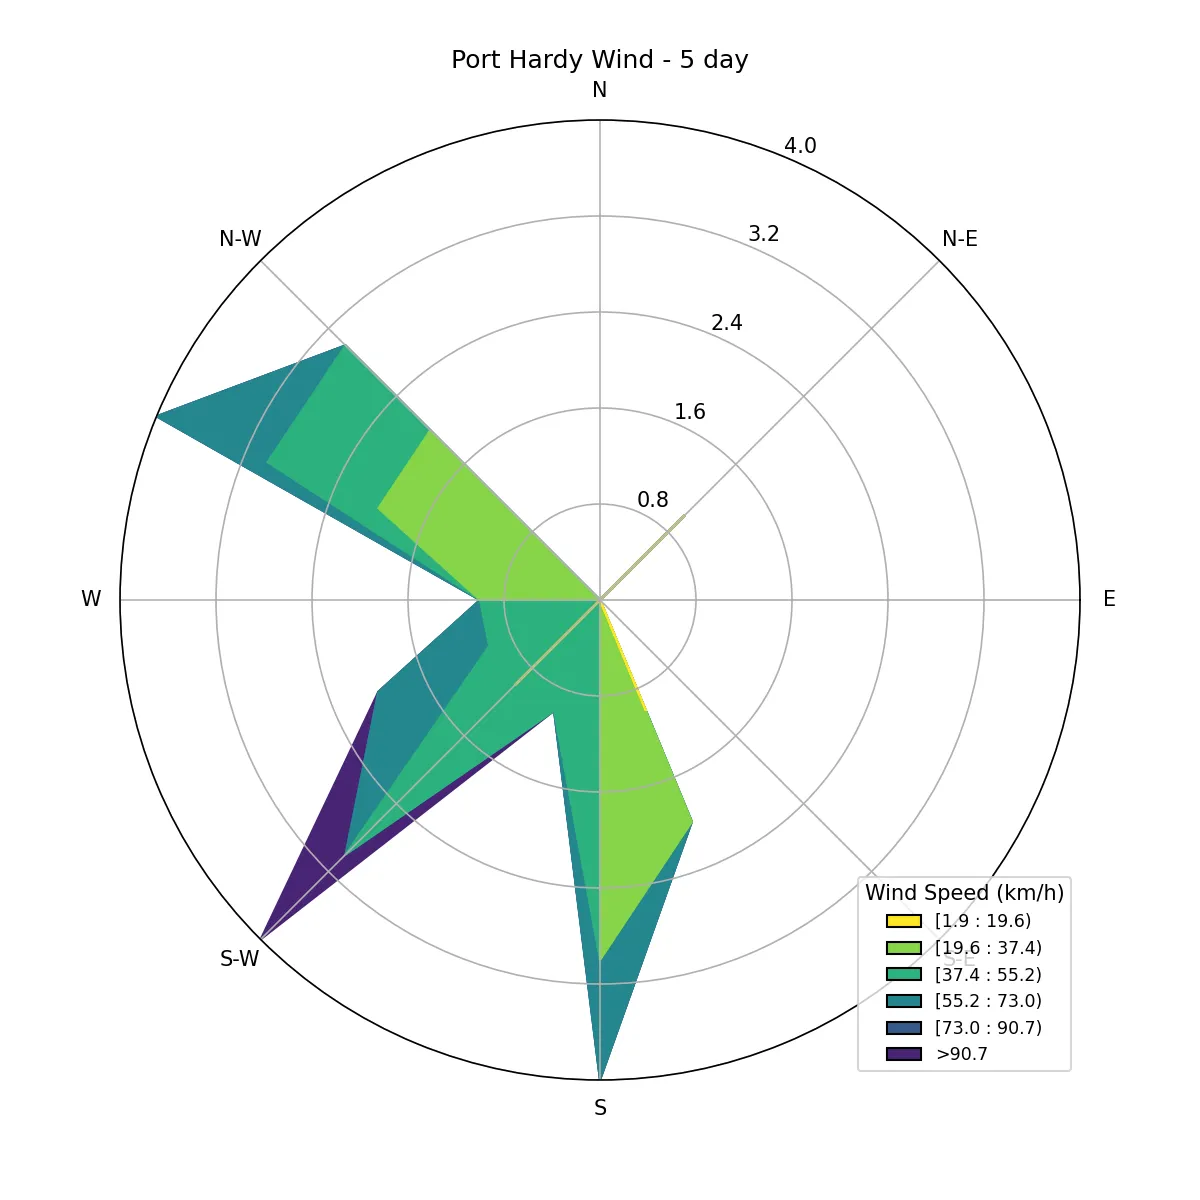 Port Hardy Wind - 5 day
N
4.0
N-W
3.2
N-E
2.4
1.6
0.8
W
E
Wind Speed (km/h)
[1.9 : 19.6)
[19.6 : 37.4)
S-W
S-E
[37.4 : 55.2)
[55.2 : 73.0)
[73.0 : 90.7)
>90.7
S